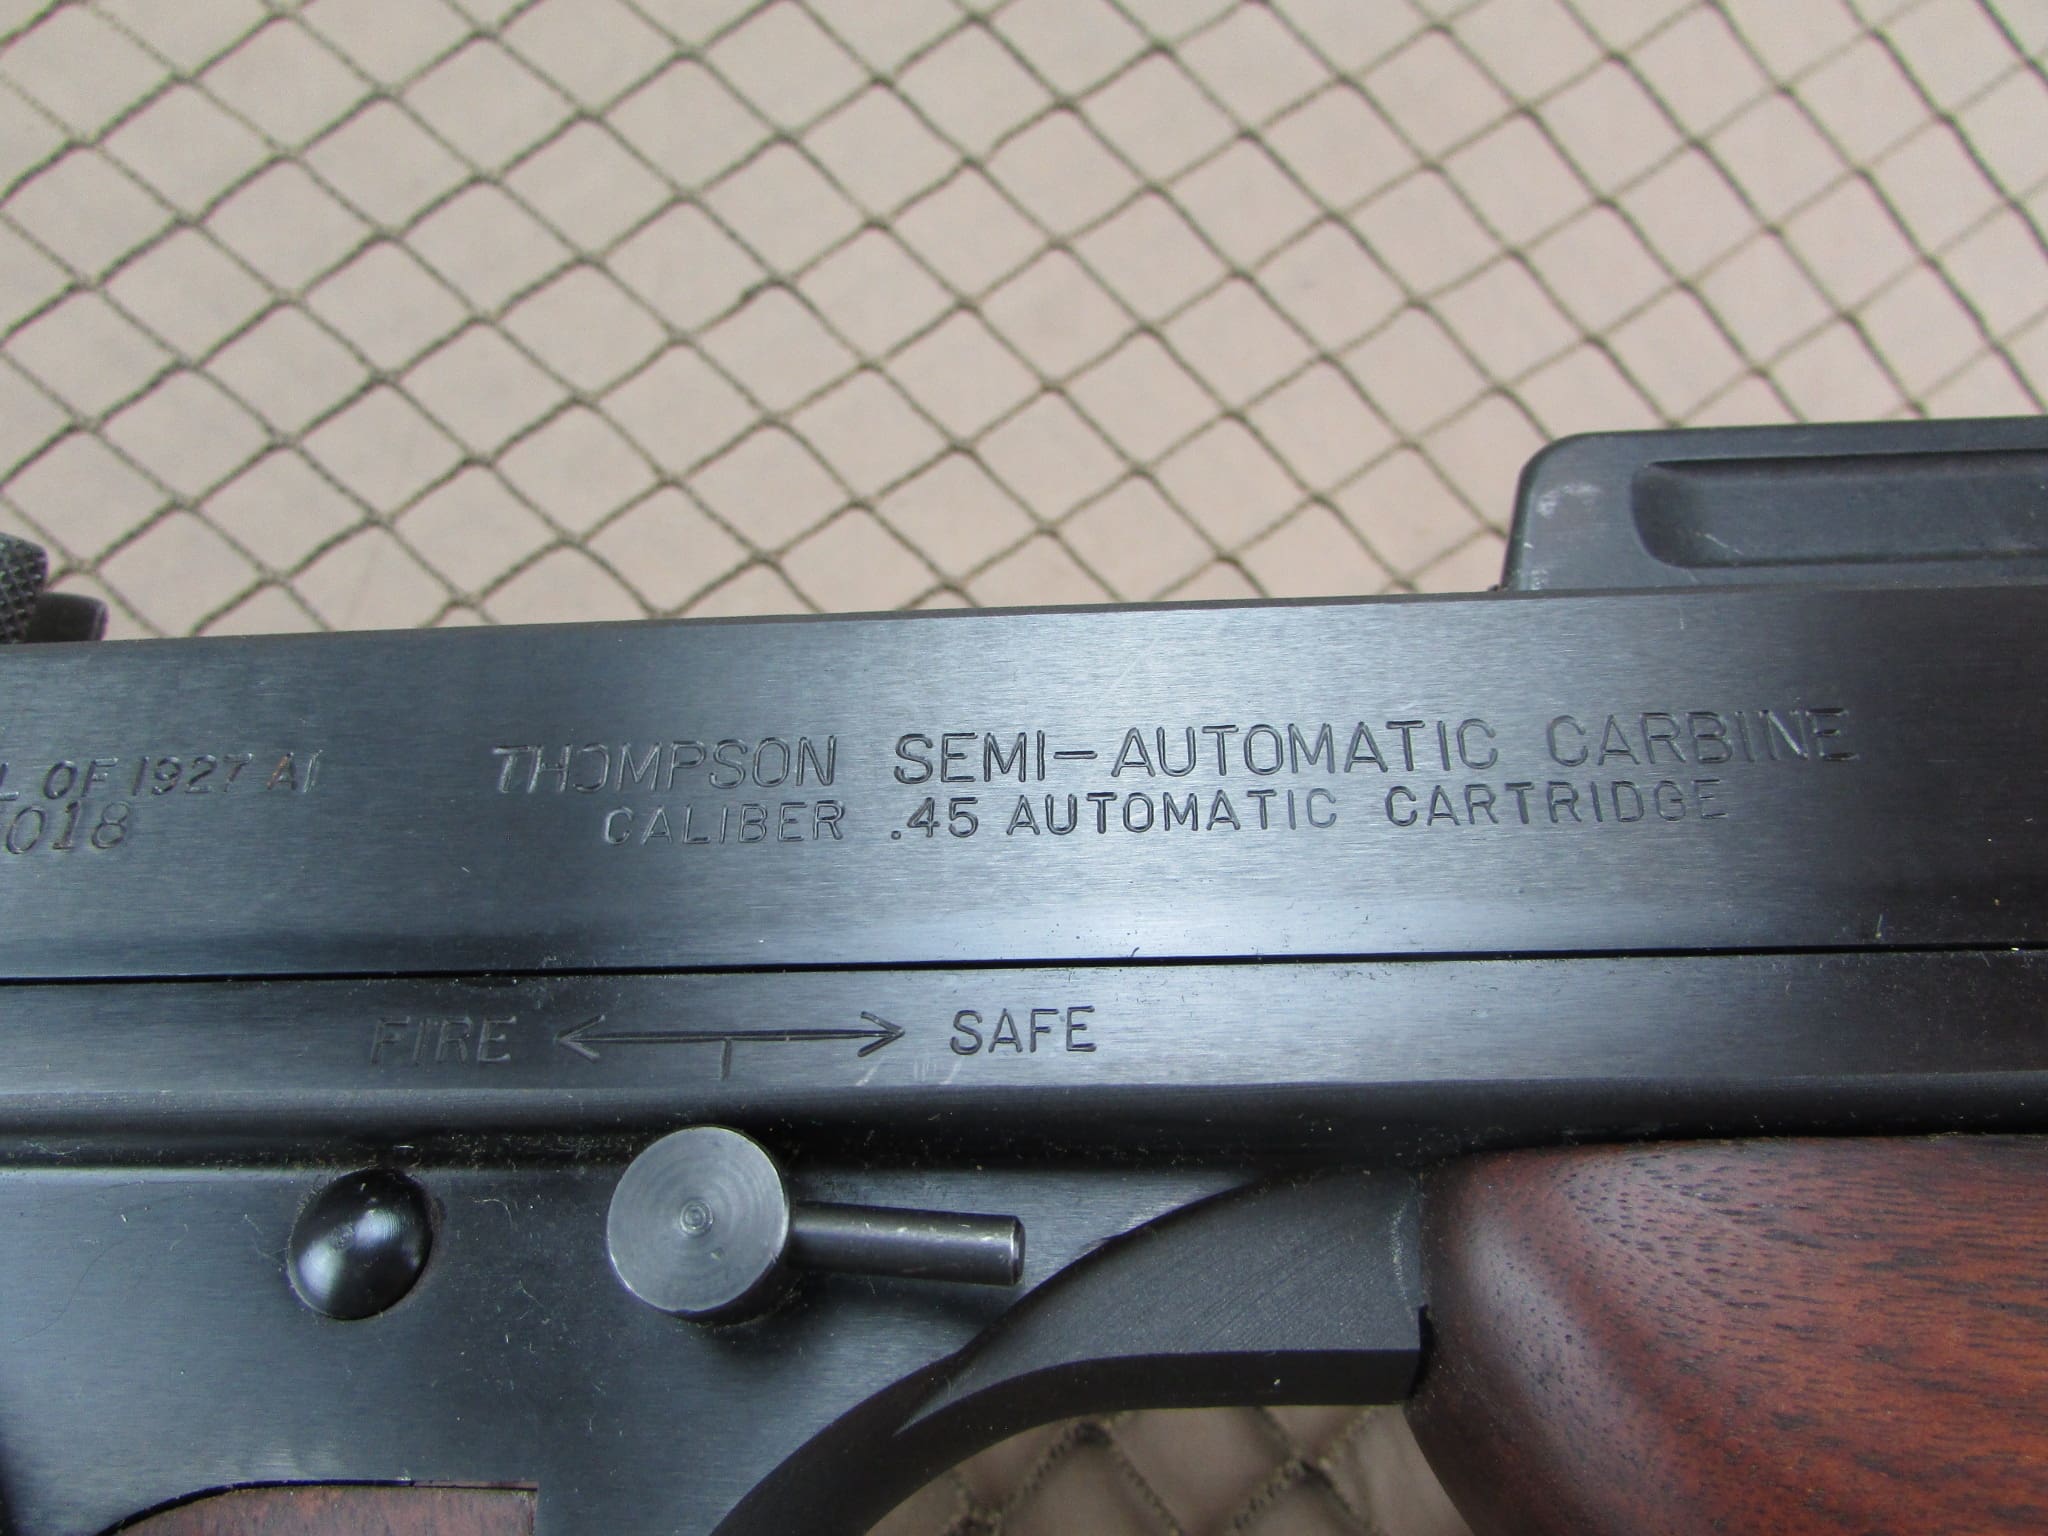 L OF 1927 A1
018
THOMPSON SEMI-AUTOMATIC CARBINE
CALIBER .45 AUTOMATIC CARTRIDGE
FIRE SAFE